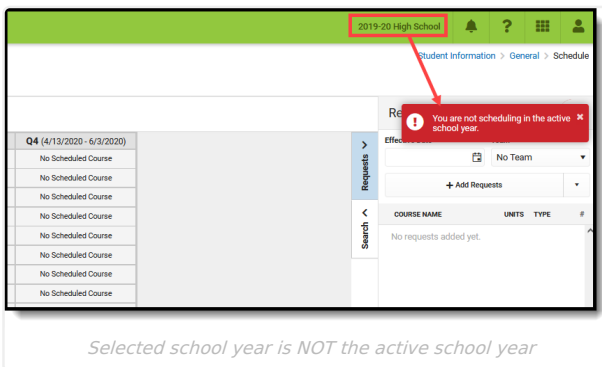 2019-20 High School
?
Student Information > General > Schedule
Re
You are not scheduling in the active
school year.
×
Q4 (4/13/2020 - 6/3/2020)
No Scheduled Course
No Scheduled Course
No Scheduled Course
No Scheduled Course
No Scheduled Course
No Scheduled Course
No Scheduled Course
No Scheduled Course
Requests
Search
No Team
+ Add Requests
COURSE NAME UNITS TYPE #
No requests added yet.
Selected school year is NOT the active school year